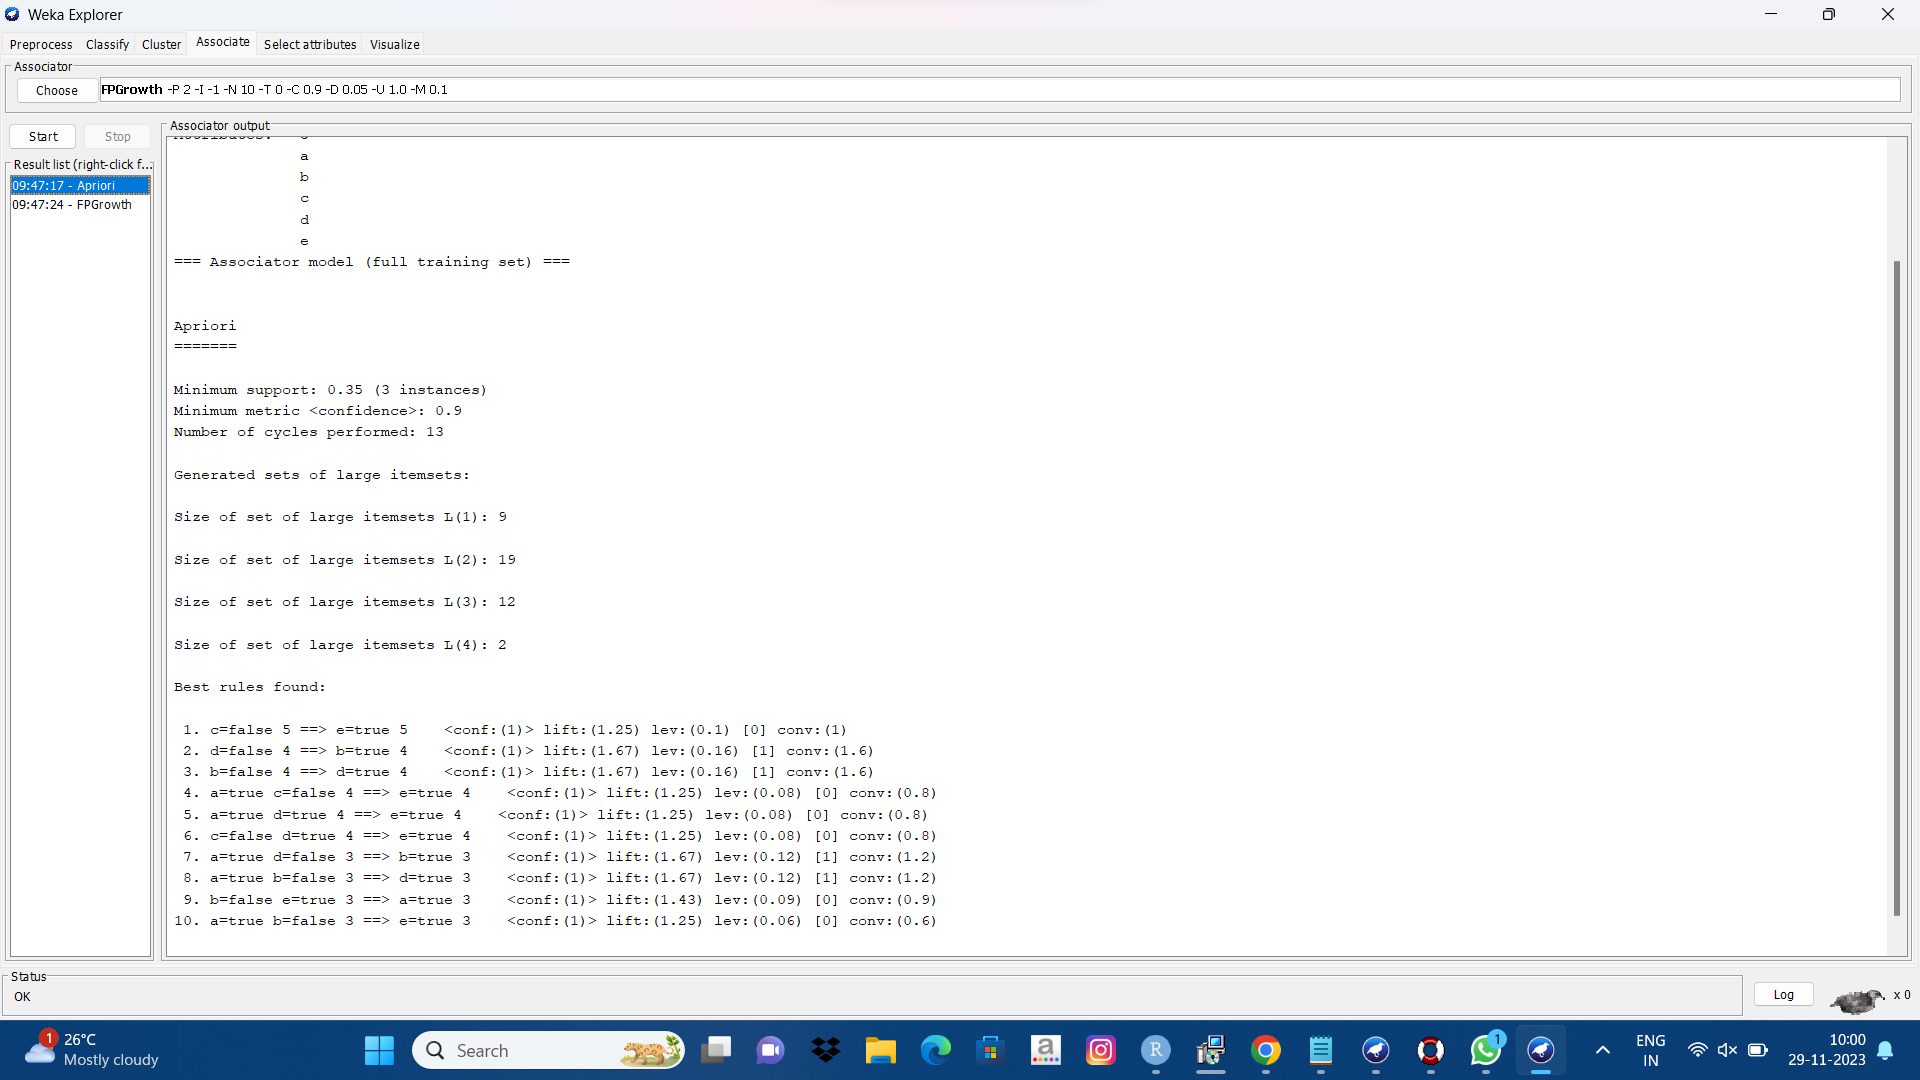 Weka Explorer
Preprocess Classify Cluster Associate Select attributes Visualize
Associator
Choose FPGrowth -P 2 -I -1 -N 10 -T 0 -C 0.9 -D 0.05 -U 1.0 -M 0.1
Start Stop
Result list (right-click f...
09:47:17 - Apriori
09:47:24 - FPGrowth
Associator output
a
b
c
d
e
=== Associator model (full training set) ===
Apriori
=======
Minimum support: 0.35 (3 instances)
Minimum metric <confidence>: 0.9
Number of cycles performed: 13
Generated sets of large itemsets:
Size of set of large itemsets L(1): 9
Size of set of large itemsets L(2): 19
Size of set of large itemsets L(3): 12
Size of set of large itemsets L(4): 2
Best rules found:
1. c=false 5 ==> e=true 5 <conf:(1)> lift:(1.25) lev:(0.1) [0] conv:(1)
2. d=false 4 ==> b=true 4 <conf:(1)> lift:(1.67) lev:(0.16) [1] conv:(1.6)
3. b=false 4 ==> d=true 4 <conf:(1)> lift:(1.67) lev:(0.16) [1] conv:(1.6)
4. a=true c=false 4 ==> e=true 4 <conf:(1)> lift:(1.25) lev:(0.08) [0] conv:(0.8)
5. a=true d=true 4 ==> e=true 4 <conf:(1)> lift:(1.25) lev:(0.08) [0] conv:(0.8)
6. c=false d=true 4 ==> e=true 4 <conf:(1)> lift:(1.25) lev:(0.08) [0] conv:(0.8)
7. a=true d=false 3 ==> b=true 3 <conf:(1)> lift:(1.67) lev:(0.12) [1] conv:(1.2)
8. a=true b=false 3 ==> d=true 3 <conf:(1)> lift:(1.67) lev:(0.12) [1] conv:(1.2)
9. b=false e=true 3 ==> a=true 3 <conf:(1)> lift:(1.43) lev:(0.09) [0] conv:(0.9)
10. a=true b=false 3 ==> e=true 3 <conf:(1)> lift:(1.25) lev:(0.06) [0] conv:(0.6)
Status
OK
Log
x 0
1
26°C
Mostly cloudy
Search
a
R
1
ENG
IN
10:00
29-11-2023